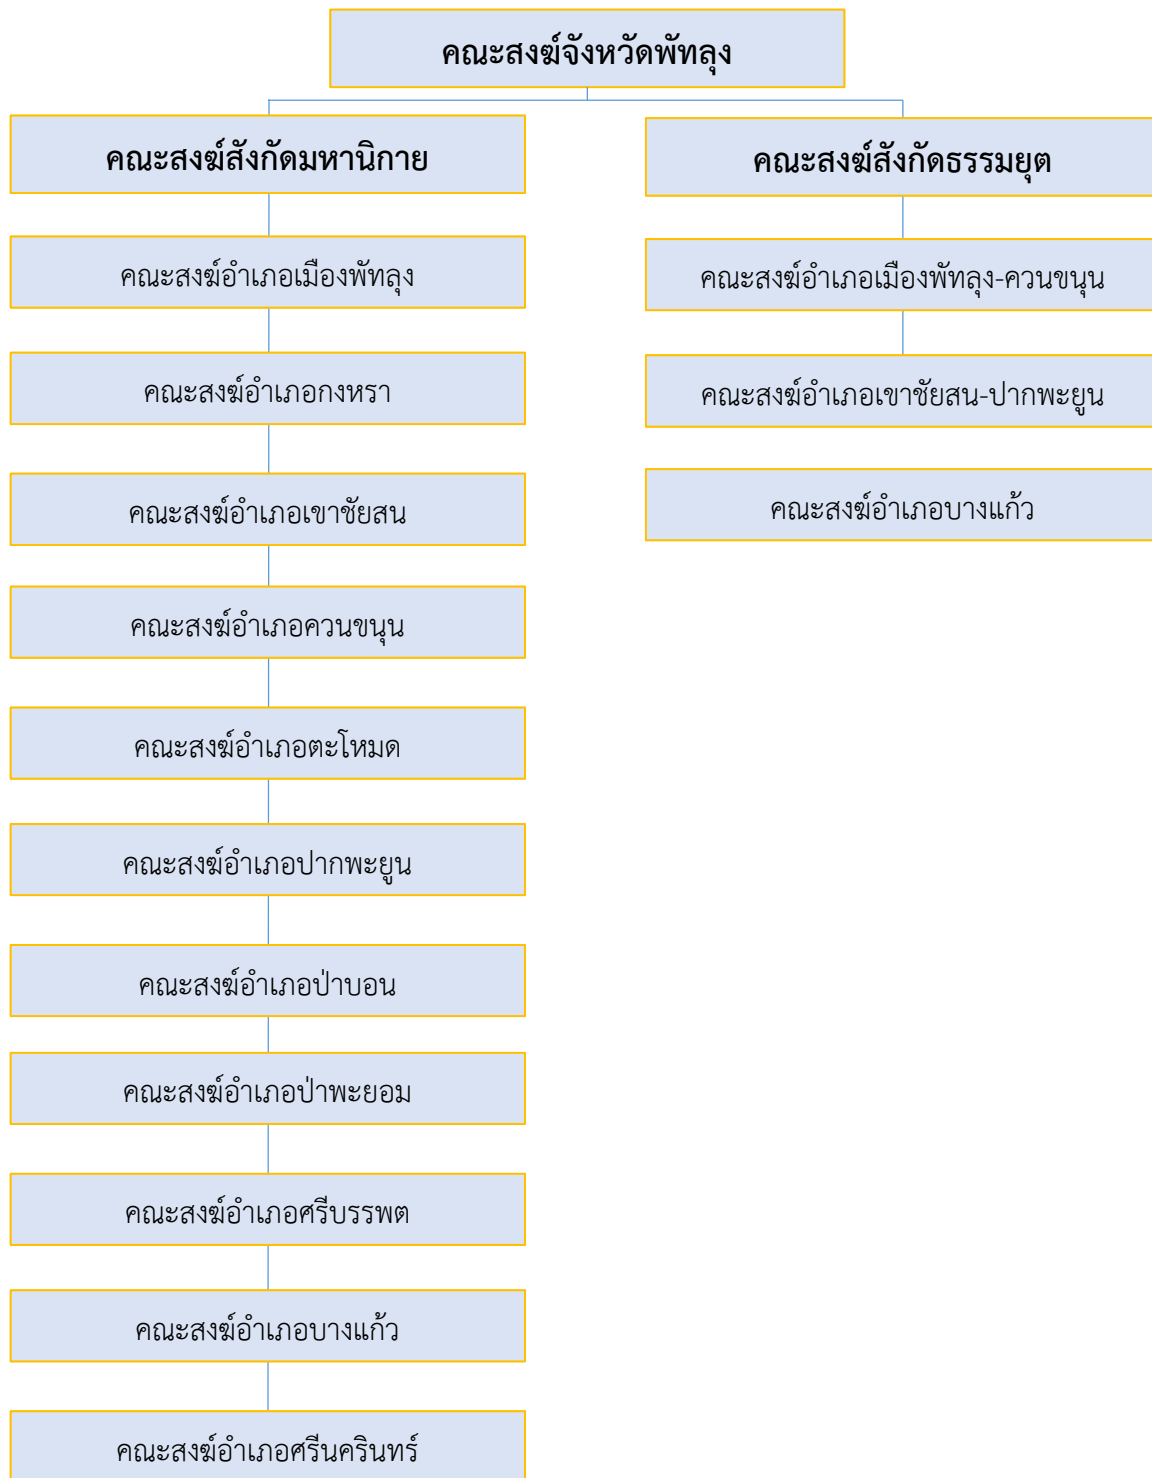 คณะสงฆ์จังหวัดพัทลุง
คณะสงฆ์สังกัดมหานิกาย
คณะสงฆ์อำเภอเมืองพัทลุง
คณะสงฆ์อำเภอกงหรา
คณะสงฆ์อำเภอเขาชัยสน
คณะสงฆ์อำเภอควนขนุน
คณะสงฆ์อำเภอตะโหมด
คณะสงฆ์อำเภอปากพะยูน
คณะสงฆ์อำเภอป่าบอน
คณะสงฆ์อำเภอป่าพะยอม
คณะสงฆ์อำเภอศรีบรรพต
คณะสงฆ์อำเภอบางแก้ว
คณะสงฆ์อำเภอศรีนครินทร์
คณะสงฆ์สังกัดธรรมยุต
คณะสงฆ์อำเภอเมืองพัทลุง-ควนขนุน
คณะสงฆ์อำเภอเขาชัยสน-ปากพะยูน
คณะสงฆ์อำเภอบางแก้ว